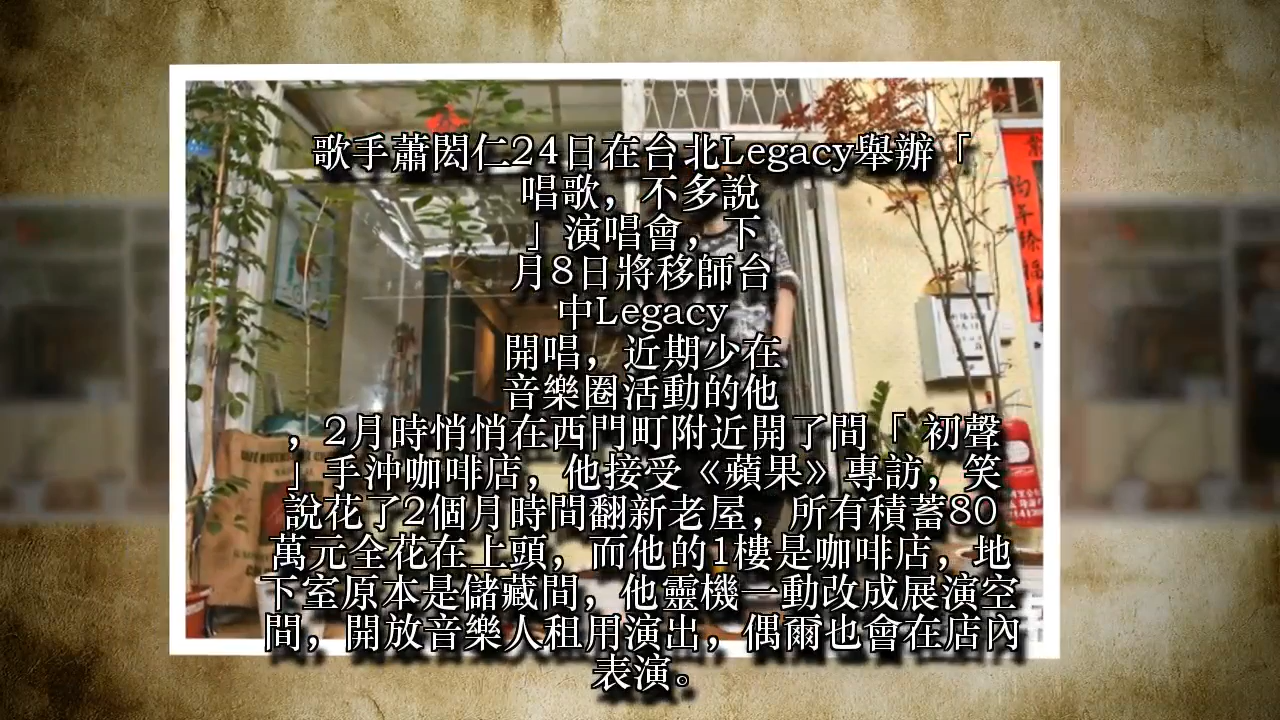 歌手蕭閎仁24日在台北Legacy舉辦「
唱歌，不多說
」演唱會，下
月8日將移師台
中Legacy
開唱，近期少在
音樂圈活動的他
，2月時悄悄在西門町附近開了間「 初聲
」手沖咖啡店，他接受《蘋果》專訪，笑
說花了2個月時間翻新老屋，所有積蓄80
萬元全花在上頭，而他的1樓是咖啡店，地
下室原本是儲藏間，他靈機一動改成展演空
間，開放音樂人租用演出，偶爾也會在店內
表演。